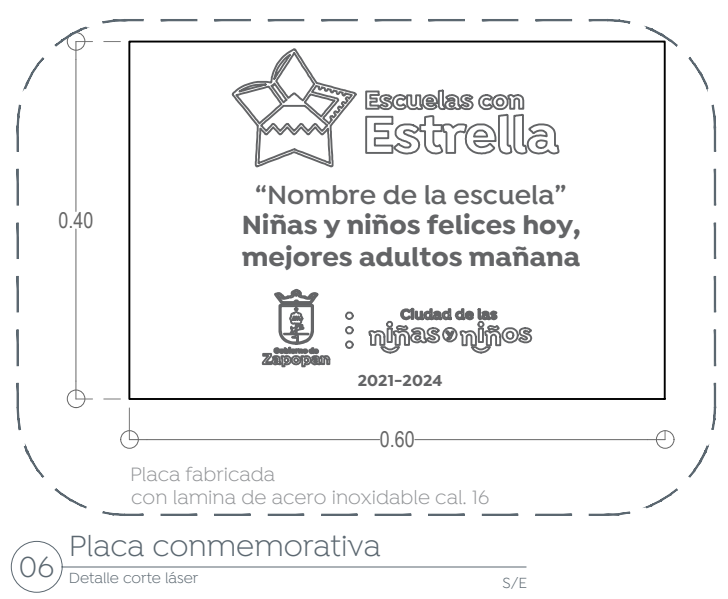 Escuelas con
Estrella
“Nombre de la escuela”
Niñas y niños felices hoy,
mejores adultos mañana
0.40
Gobierno de
Zapopan
Ciudad de las
niñas y niños
2021-2024
0.60
Placa fabricada
con lamina de acero inoxidable cal. 16
06
Placa conmemorativa
Detalle corte láser
S/E